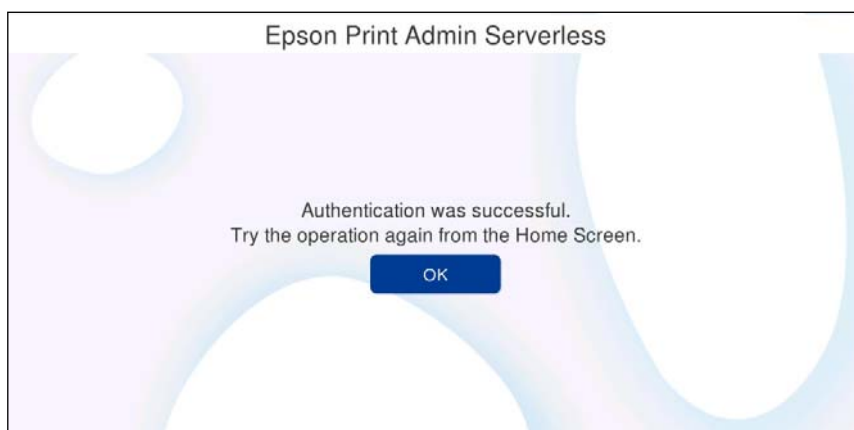 Epson Print Admin Serverless
Authentication was successful.
Try the operation again from the Home Screen.
OK